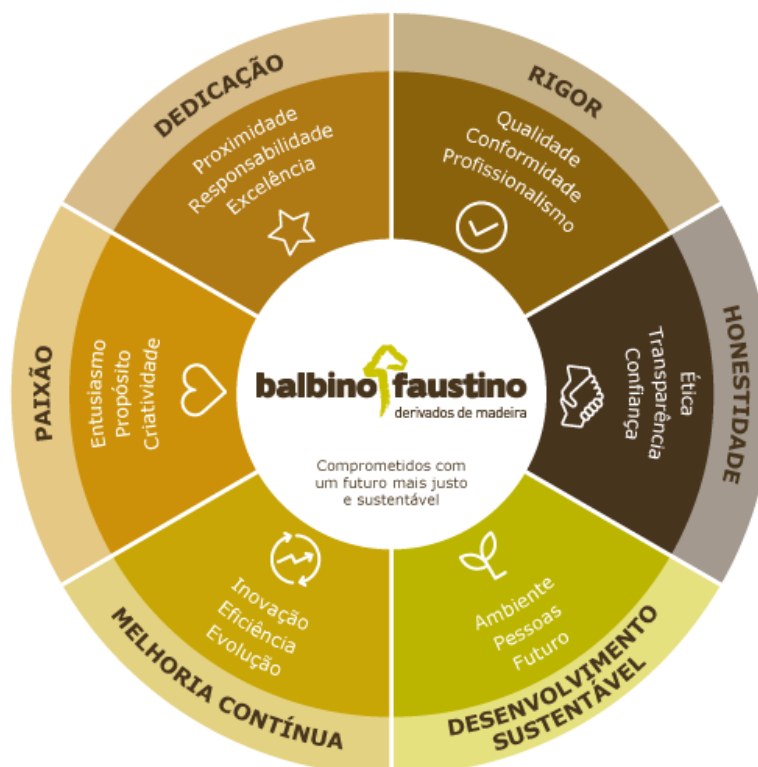 DEDICAÇÃO
Proximidade
Responsabilidade
Excelência
RIGOR
Qualidade
Conformidade
Profissionalismo
HONESTIDADE
Ética
Transparência
Confiança
DESENVOLVIMENTO
SUSTENTÁVEL
Ambiente
Pessoas
Futuro
MELHORIA CONTÍNUA
Inovação
Eficiência
Evolução
PAIXÃO
Entusiasmo
Propósito
Criatividade
balbino faustino
derivados de madeira
Comprometidos com
um futuro mais justo
e sustentável